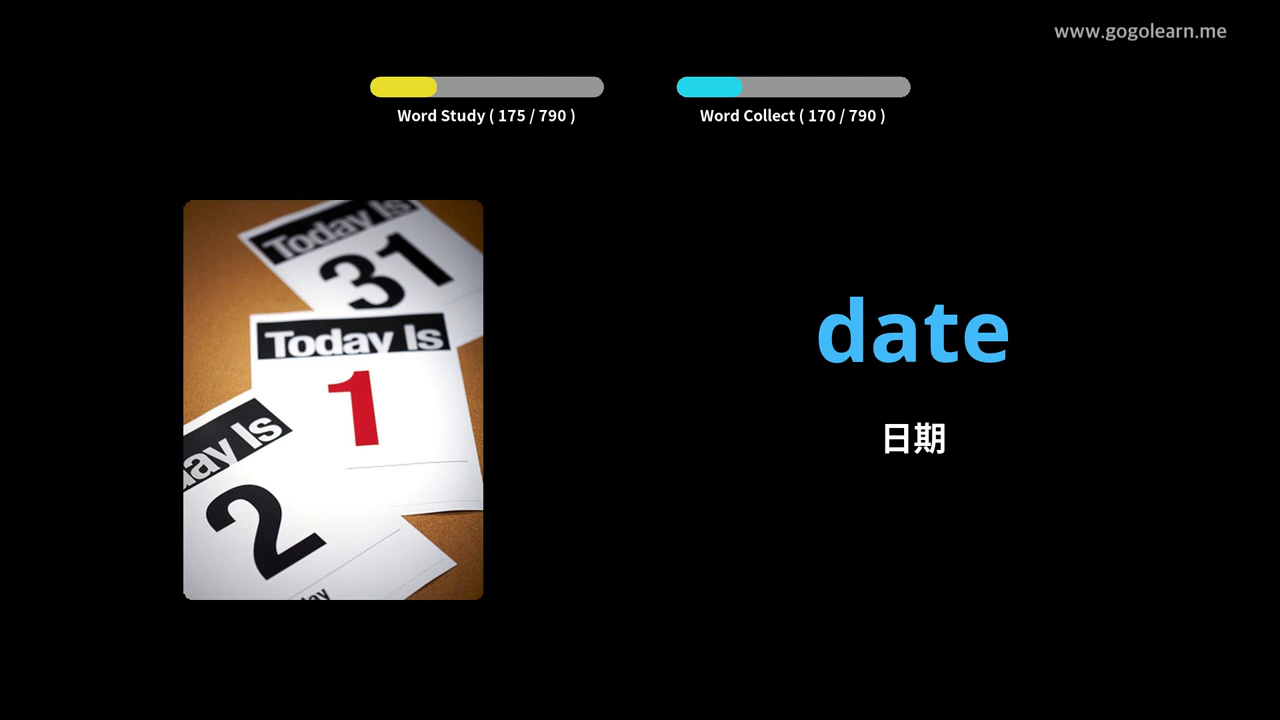 www.gogolearn.me
Word Study ( 175 / 790 )
Word Collect ( 170 / 790 )
Today Is
31
Today Is
1
ay Is
2
day
date
日期